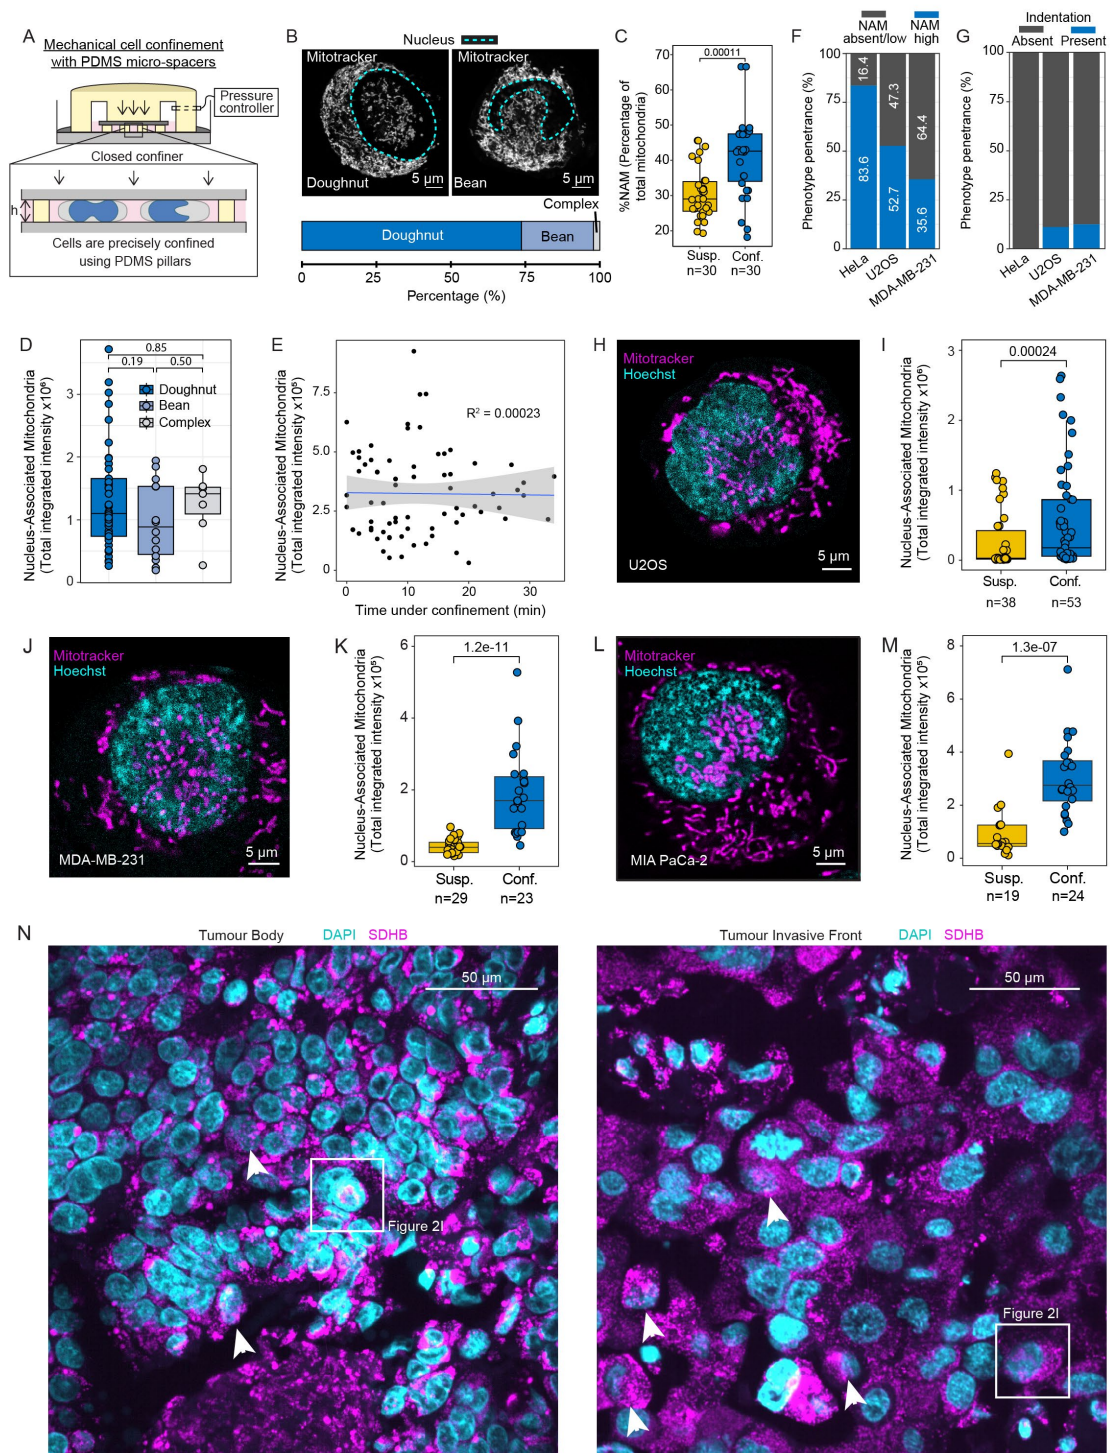 A
Mechanical cell confinement
with PDMS micro-spacers
Pressure
controller
Closed confiner
h
Cells are precisely confined
using PDMS pillars
B
Nucleus
Mitotracker
Mitotracker
Doughnut
5 µm
Bean
5 µm
Complex
Doughnut
Bean
0
25
50
75
100
Percentage (%)
C
%NAM (Percentage of
total mitochondria)
70
60
50
40
30
20
0.00011
Susp.
n=30
Conf.
n=30
F
NAM
absent/low
NAM
high
Phenotype penetrance (%)
100
75
50
25
0
16.4
83.6
47.3
52.7
64.4
35.6
HeLa
U2OS
MDA-MB-231
G
Indentation
Absent
Present
Phenotype penetrance (%)
100
75
50
25
0
HeLa
U2OS
MDA-MB-231
D
Nucleus-Associated Mitochondria
(Total integrated intensity x10⁶)
3
2
1
0
0.85
0.19
0.50
Doughnut
Bean
Complex
E
Nucleus-Associated Mitochondria
(Total integrated intensity x10⁵)
7.5
5.0
2.5
0.0
R² = 0.00023
0
10
20
30
Time under confinement (min)
H
Mitotracker
Hoechst
U2OS
5 µm
I
Nucleus-Associated Mitochondria
(Total integrated intensity x10⁶)
3
2
1
0
0.00024
Susp.
Conf.
n=38
n=53
J
Mitotracker
Hoechst
MDA-MB-231
5 µm
K
Nucleus-Associated Mitochondria
(Total integrated intensity x10⁵)
6
4
2
0
1.2e-11
Susp.
Conf.
n=29
n=23
L
Mitotracker
Hoechst
MIA PaCa-2
5 µm
M
Nucleus-Associated Mitochondria
(Total integrated intensity x10⁵)
8
6
4
2
0
1.3e-07
Susp.
Conf.
n=19
n=24
N
Tumour Body
DAPI
SDHB
50 µm
Figure 2I
Tumour Invasive Front
DAPI
SDHB
50 µm
Figure 2I